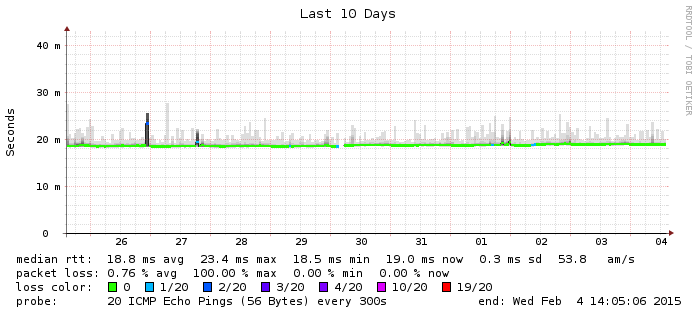 Last 10 Days
RRDTOOL / TOBI OETIKER
Seconds
40 m
30 m
20 m
10 m
0
26 27 28 29 30 31 01 02 03 04
median rtt: 18.8 ms avg 23.4 ms max 18.5 ms min 19.0 ms now 0.3 ms sd 53.8 am/s
packet loss: 0.76 % avg 100.00 % max 0.00 % min 0.00 % now
loss color: 0 1/20 2/20 3/20 4/20 10/20 19/20
probe: 20 ICMP Echo Pings (56 Bytes) every 300s end: Wed Feb 4 14:05:06 2015